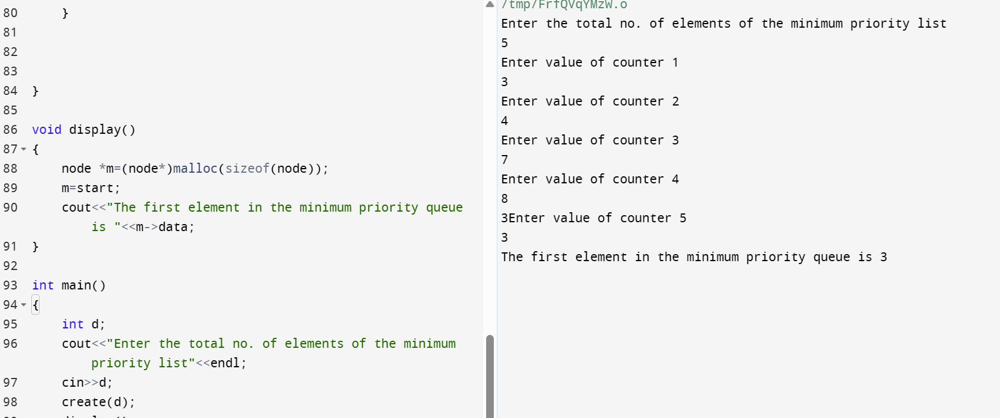 80 }
81
82
83
84 }
85
86 void display()
87 {
88 node *m=(node*)malloc(sizeof(node));
89 m=start;
90 cout<<"The first element in the minimum priority queue
is "<<m->data;
91 }
92
93 int main()
94 {
95 int d;
96 cout<<"Enter the total no. of elements of the minimum
priority list"<<endl;
97 cin>>d;
98 create(d);
/tmp/FrfQVqYMzW.o
Enter the total no. of elements of the minimum priority list
5
Enter value of counter 1
3
Enter value of counter 2
4
Enter value of counter 3
7
Enter value of counter 4
8
3Enter value of counter 5
3
The first element in the minimum priority queue is 3